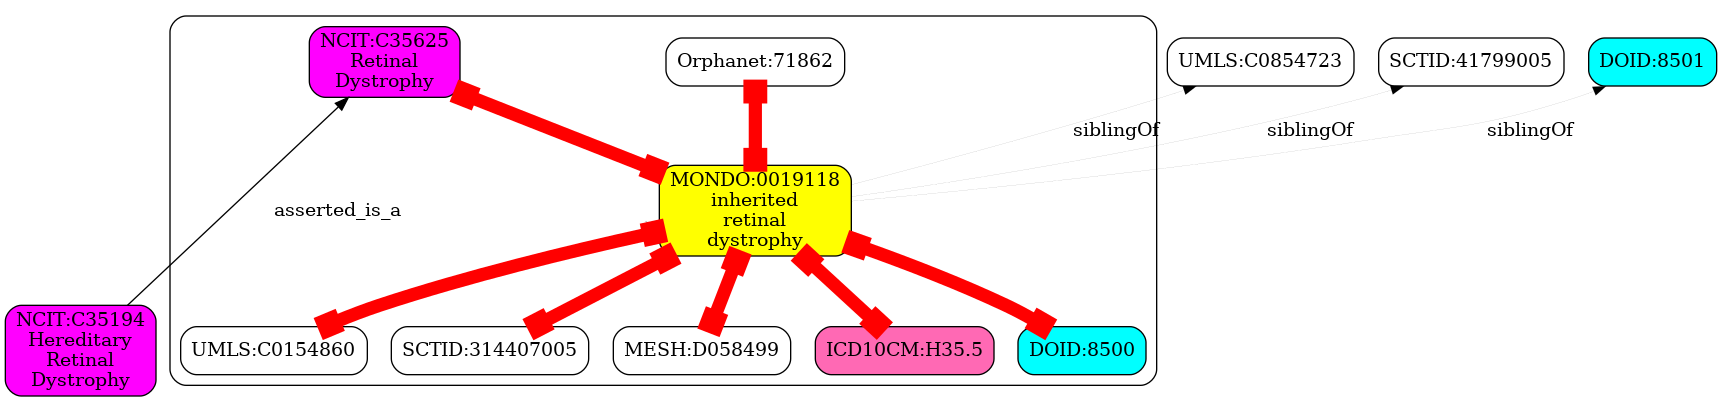 NCIT:C35625
Retinal
Dystrophy
Orphanet:71862
UMLS:C0854723
SCTID:41799005
DOID:8501
siblingOf
siblingOf
siblingOf
MONDO:0019118
inherited
retinal
dystrophy
asserted_is_a
NCIT:C35194
Hereditary
Retinal
Dystrophy
UMLS:C0154860
SCTID:314407005
MESH:D058499
ICD10CM:H35.5
DOID:8500